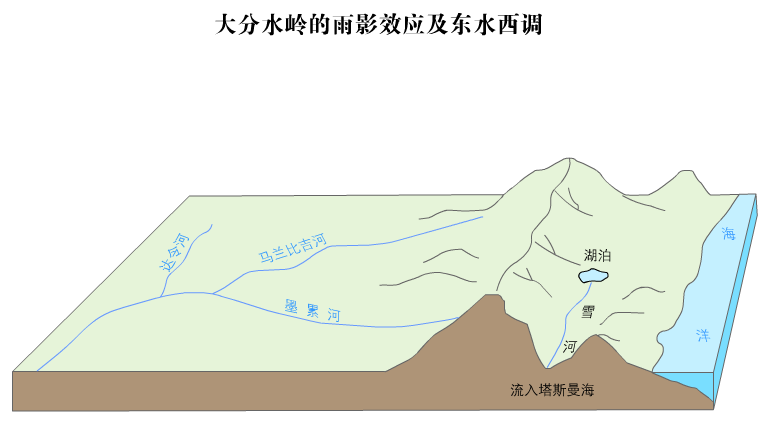 大分水岭的雨影效应及东水西调
海
达令河
马兰比吉河
湖泊
墨累河
雪河
洋
流入塔斯曼海